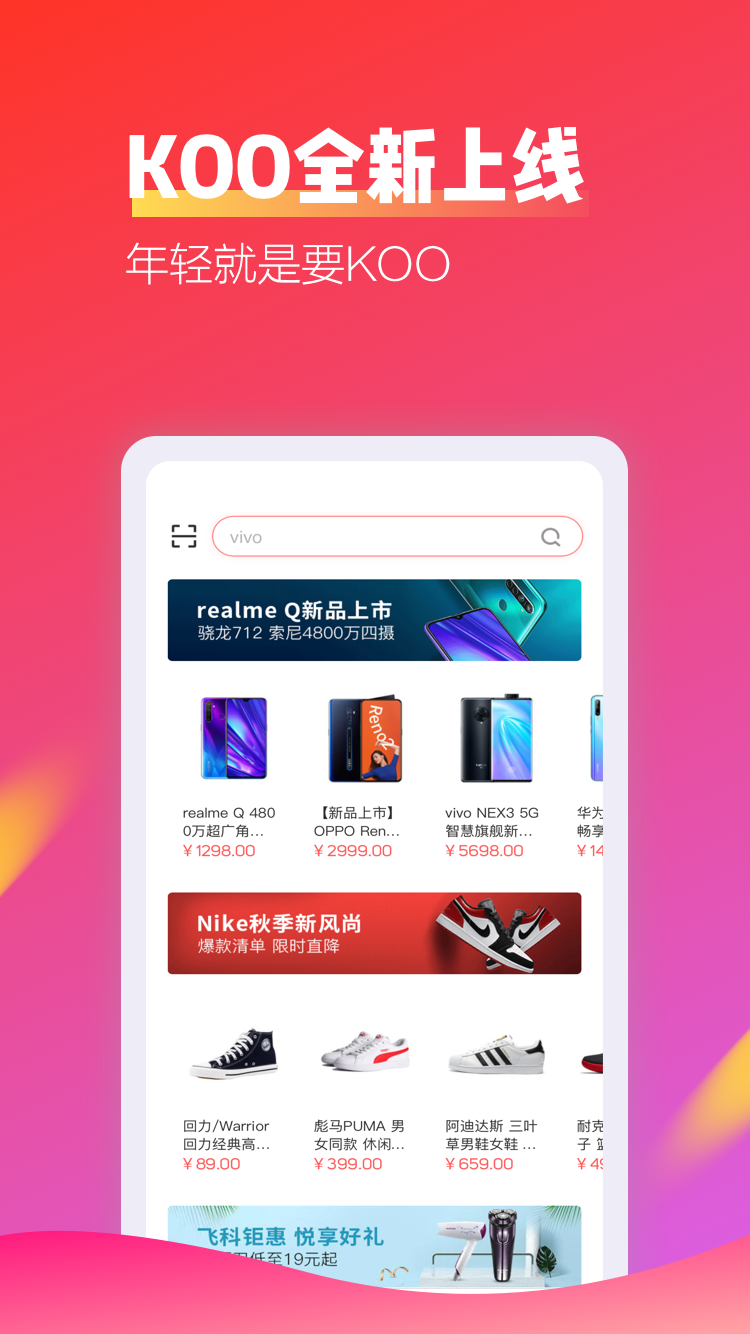 KOO全新上线
年轻就是要KOO
vivo
realme Q新品上市
骁龙712 索尼4800万四摄
Reno2
realme Q 480
0万超广角...
¥1298.00
【新品上市】
OPPO Ren...
¥2999.00
vivo NEX3 5G
智慧旗舰新...
¥5698.00
华为
畅享
¥14
Nike秋季新风尚
爆款清单 限时直降
回力/Warrior
回力经典高...
¥89.00
彪马PUMA 男
女同款 休闲...
¥399.00
阿迪达斯 三叶
草男鞋女鞋 ...
¥659.00
耐克
子 篮
¥49
飞科钜惠 悦享好礼
低至19元起